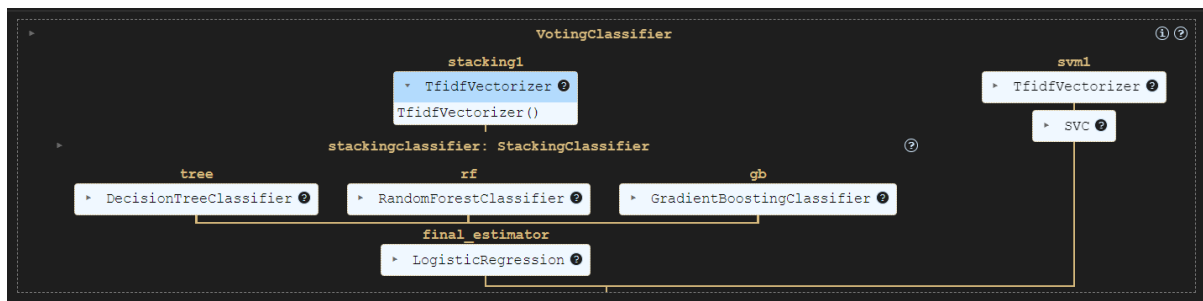 VotingClassifier
stacking1
TfidfVectorizer
TfidfVectorizer()
svm1
TfidfVectorizer
SVC
stackingclassifier: StackingClassifier
tree
DecisionTreeClassifier
rf
RandomForestClassifier
gb
GradientBoostingClassifier
final_estimator
LogisticRegression